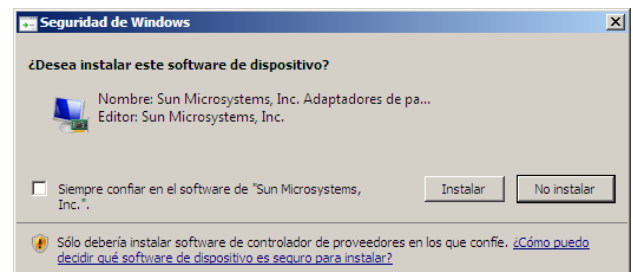 Seguridad de Windows
¿Desea instalar este software de dispositivo?
Nombre: Sun Microsystems, Inc. Adaptadores de pa...
Editor: Sun Microsystems, Inc.
Siempre confiar en el software de "Sun Microsystems,
Inc.".
Instalar
No instalar
Sólo debería instalar software de controlador de proveedores en los que confíe. ¿Cómo puedo
decidir qué software de dispositivo es seguro para instalar?